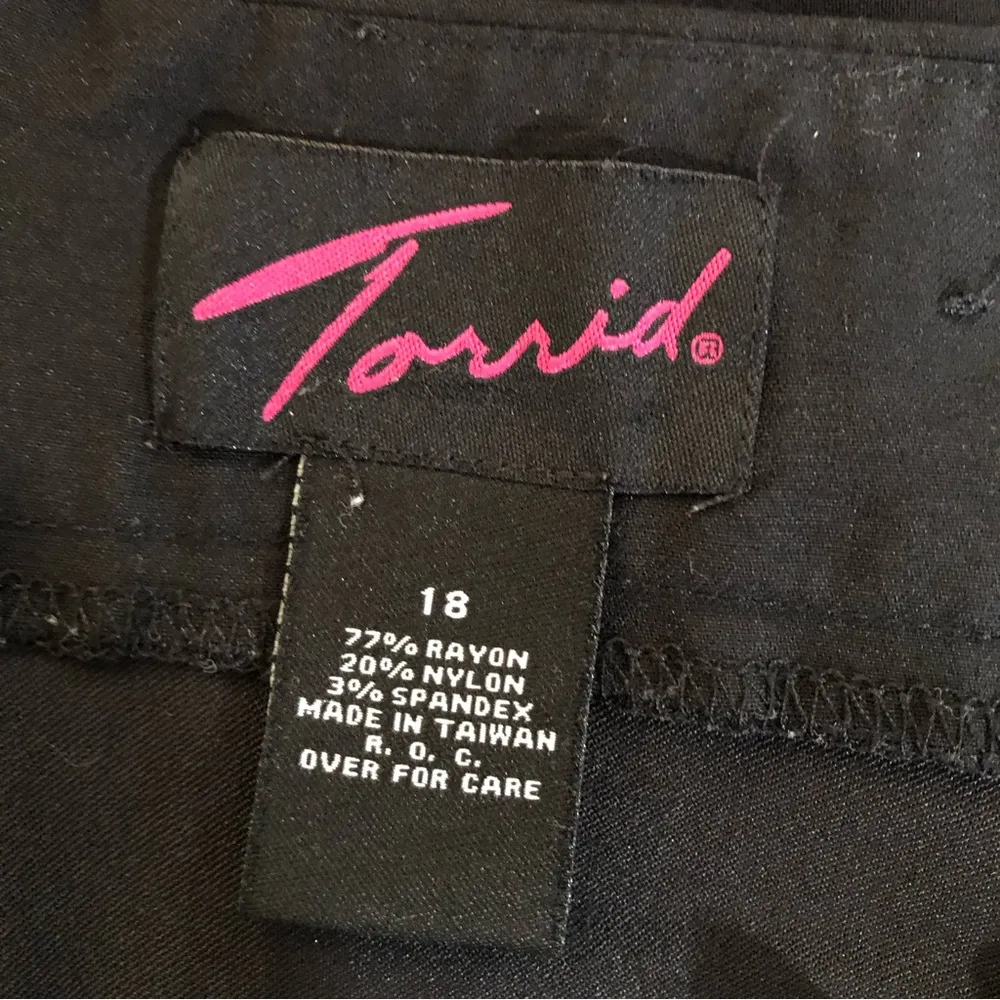 Torrid®
18
77% RAYON
20% NYLON
3% SPANDEX
MADE IN TAIWAN
R. O. C.
OVER FOR CARE